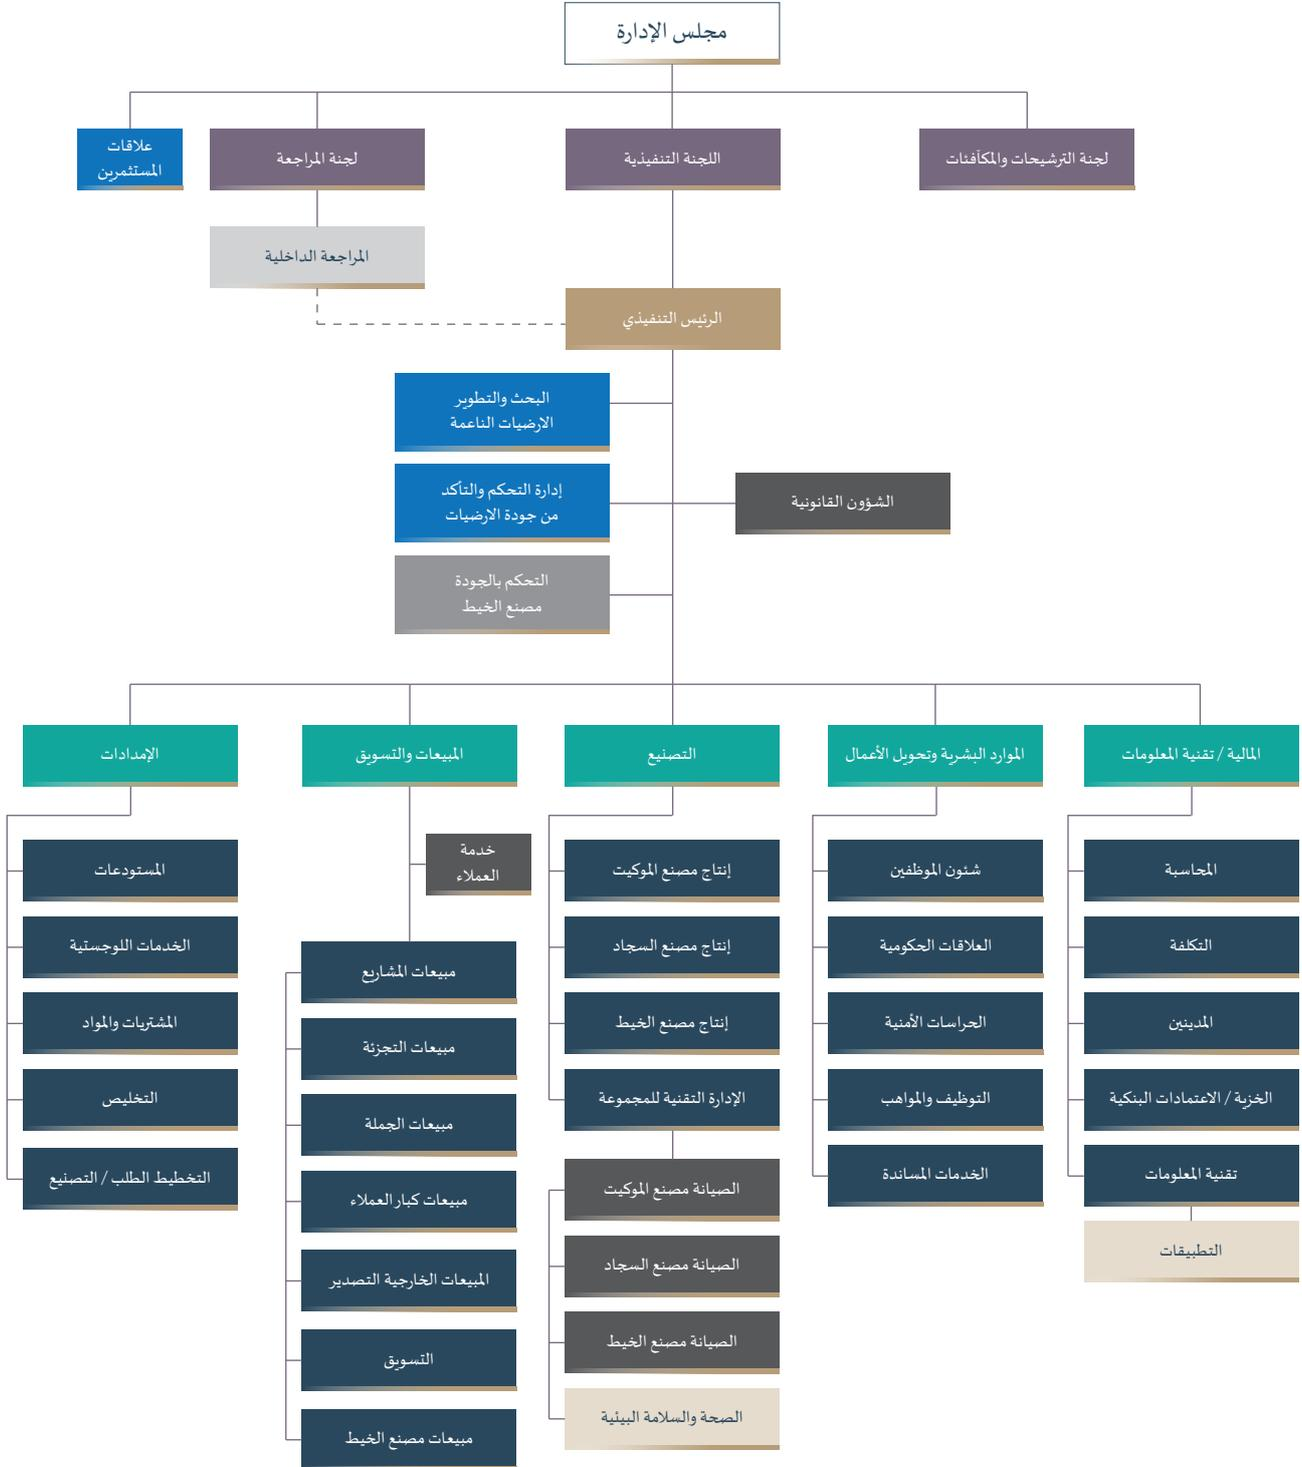 مجلس الإدارة
لجنة الترشيحات والمكآفئات
اللجنة التنفيذية
لجنة المراجعة
علاقات
المستثمرين
المراجعة الداخلية
الرئيس التنفيذي
البحث والتطوير
الارضيات الناعمة
الشؤون القانونية
إدارة التحكم والتأكد
من جودة الارضيات
التحكم بالجودة
مصنع الخيط
المالية / تقنية المعلومات
الموارد البشرية وتحويل الأعمال
التصنيع
المبيعات والتسويق
الإمدادات
المحاسبة
التكلفة
المدينين
الخزية / الاعتمادات البنكية
تقنية المعلومات
التطبيقات
شئون الموظفين
العلاقات الحكومية
الحراسات الأمنية
التوظيف والمواهب
الخدمات المساندة
إنتاج مصنع الموكيت
إنتاج مصنع السجاد
إنتاج مصنع الخيط
الإدارة التقنية للمجموعة
الصيانة مصنع الموكيت
الصيانة مصنع السجاد
الصيانة مصنع الخيط
الصحة والسلامة البيئية
خدمة
العملاء
مبيعات المشاريع
مبيعات التجزئة
مبيعات الجملة
مبيعات كبار العملاء
المبيعات الخارجية التصدير
التسويق
مبيعات مصنع الخيط
المستودعات
الخدمات اللوجستية
المشتريات والمواد
التخليص
التخطيط الطلب / التصنيع